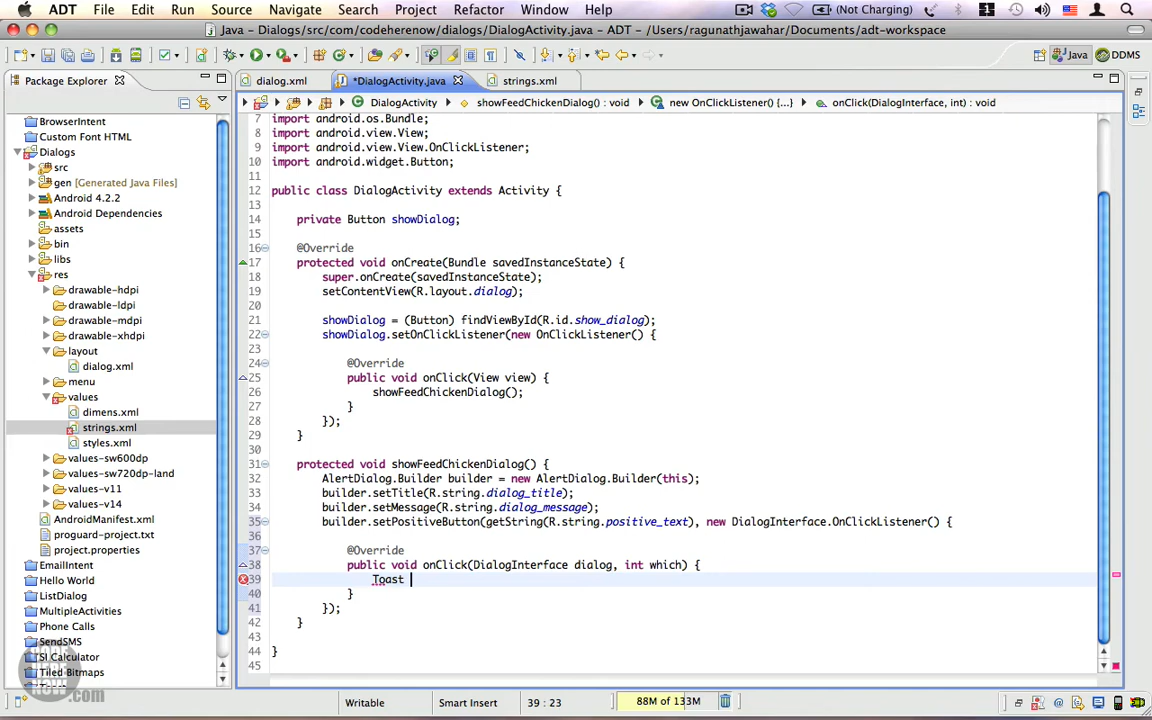 ADT File Edit Run Source Navigate Search Project Refactor Window Help (Not Charging) 1
Java – Dialogs/src/com/codeherenow/dialogs/DialogActivity.java – ADT – /Users/ragunathjawahar/Documents/adt-workspace
Java DDMS
Package Explorer
dialog.xml *DialogActivity.java strings.xml
DialogActivity showFeedChickenDialog() : void new OnClickListener() {...} onClick(DialogInterface, int) : void
BrowserIntent
Custom Font HTML
Dialogs
src
gen [Generated Java Files]
Android 4.2.2
Android Dependencies
assets
bin
libs
res
drawable-hdpi
drawable-ldpi
drawable-mdpi
drawable-xhdpi
layout
dialog.xml
menu
values
dimens.xml
strings.xml
styles.xml
values-sw600dp
values-sw720dp-land
values-v11
values-v14
AndroidManifest.xml
proguard-project.txt
project.properties
EmailIntent
Hello World
ListDialog
MultipleActivities
Phone Calls
SendSMS
SI Calculator
Tiled-Bitmaps
7 import android.os.Bundle;
8 import android.view.View;
9 import android.view.View.OnClickListener;
10 import android.widget.Button;
11
12 public class DialogActivity extends Activity {
13
14 private Button showDialog;
15
16 @Override
17 protected void onCreate(Bundle savedInstanceState) {
18 super.onCreate(savedInstanceState);
19 setContentView(R.layout.dialog);
20
21 showDialog = (Button) findViewById(R.id.show_dialog);
22 showDialog.setOnClickListener(new OnClickListener() {
23
24 @Override
25 public void onClick(View view) {
26 showFeedChickenDialog();
27 }
28 });
29 }
30
31 protected void showFeedChickenDialog() {
32 AlertDialog.Builder builder = new AlertDialog.Builder(this);
33 builder.setTitle(R.string.dialog_title);
34 builder.setMessage(R.string.dialog_message);
35 builder.setPositiveButton(getString(R.string.positive_text), new DialogInterface.OnClickListener() {
36
37 @Override
38 public void onClick(DialogInterface dialog, int which) {
39 Toast
40 }
41 });
42 }
43
44 }
45
CODE HERE NOW .com
Writable Smart Insert 39 : 23 88M of 133M